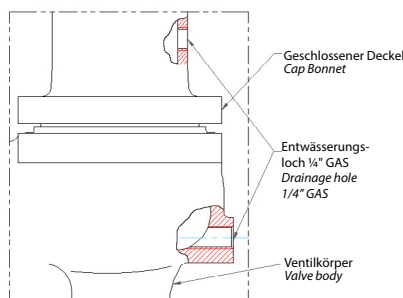 Geschlossener Deckel
Cap Bonnet
Entwässerungs-
loch ¼" GAS
Drainage hole
1/4" GAS
Ventilkörper
Valve body